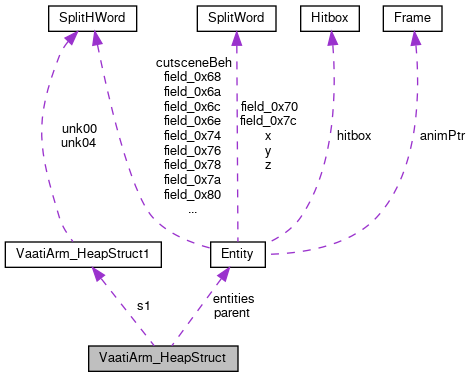 SplitHWord
SplitWord
Hitbox
Frame
cutsceneBeh
field_0x68
field_0x6a
field_0x6c
field_0x6e
field_0x74
field_0x76
field_0x78
field_0x7a
field_0x80
...
field_0x70
field_0x7c
x
y
z
unk00
unk04
hitbox
animPtr
VaatiArm_HeapStruct1
Entity
s1
entities
parent
VaatiArm_HeapStruct